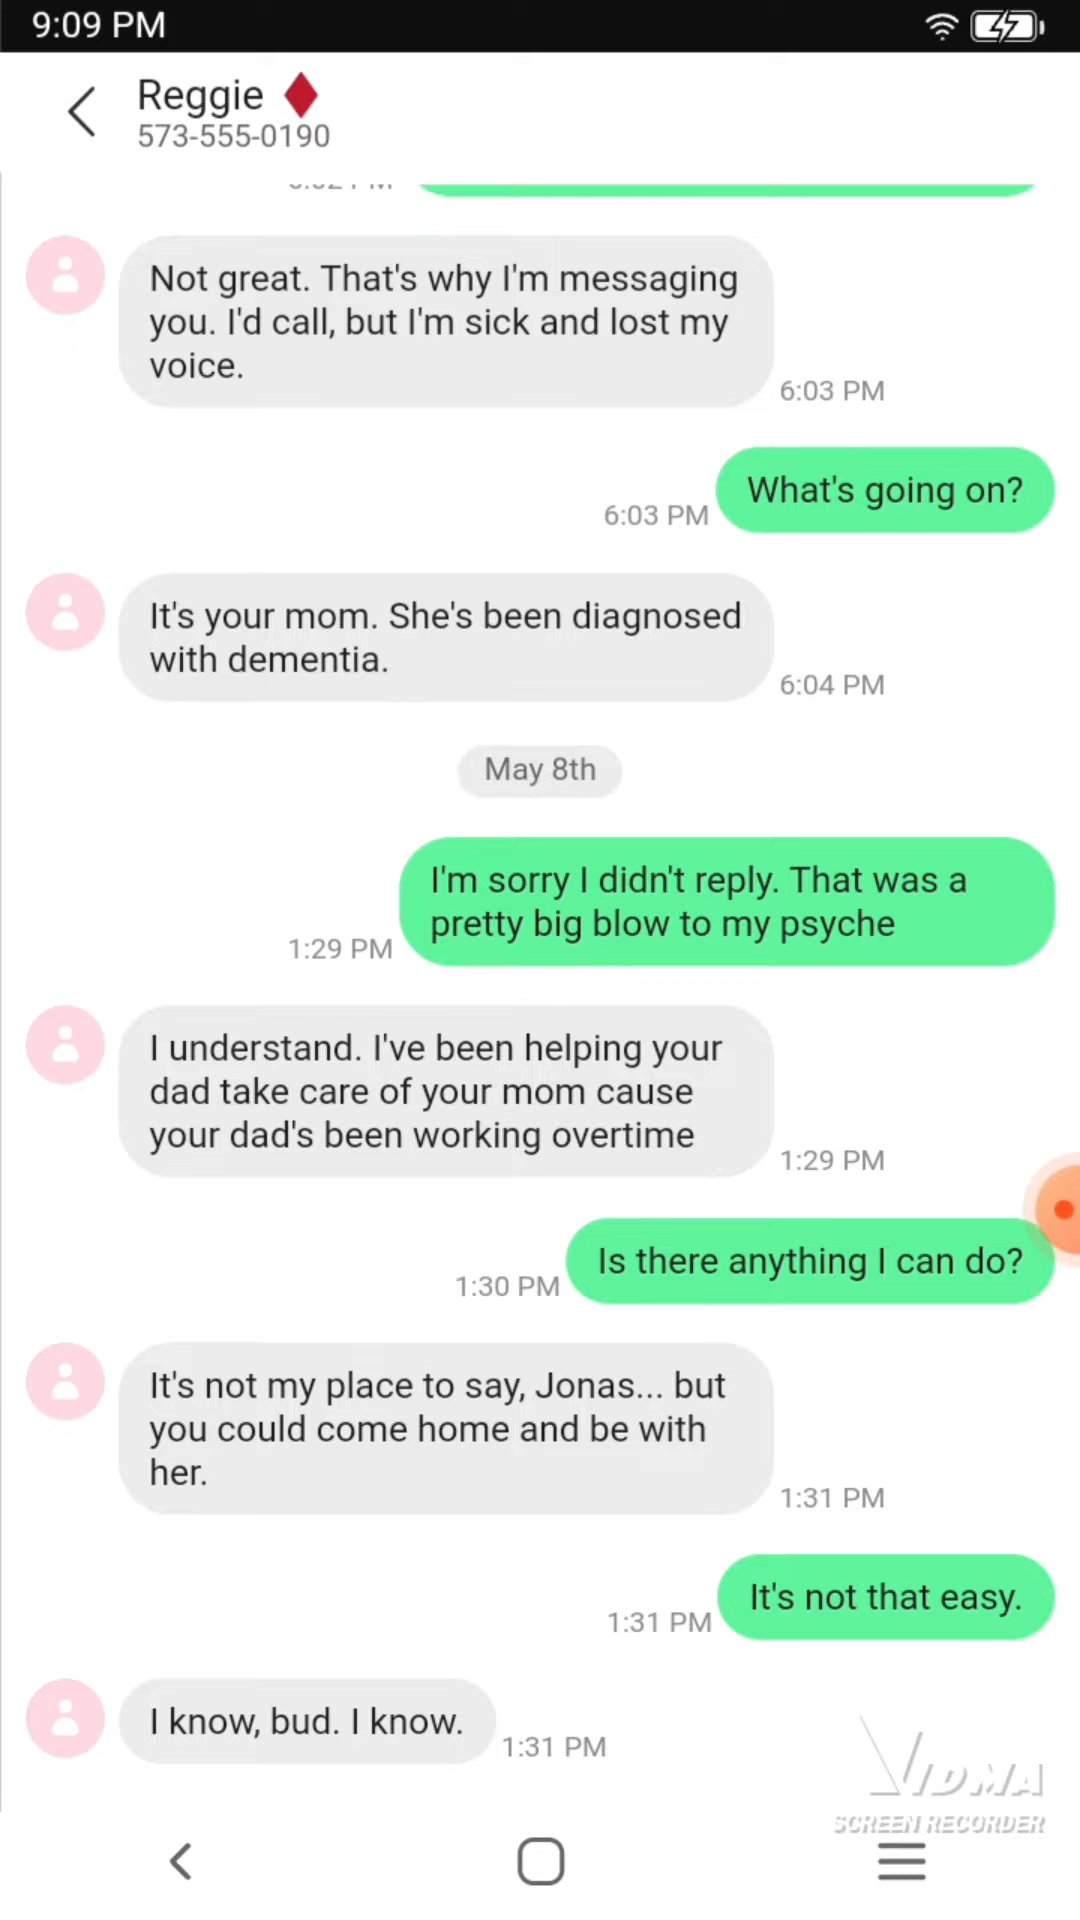 9:09 PM
Reggie ♦
573-555-0190
Not great. That's why I'm messaging
you. I'd call, but I'm sick and lost my
voice.
6:03 PM
What's going on?
6:03 PM
It's your mom. She's been diagnosed
with dementia.
6:04 PM
May 8th
I'm sorry I didn't reply. That was a
pretty big blow to my psyche
1:29 PM
I understand. I've been helping your
dad take care of your mom cause
your dad's been working overtime
1:29 PM
Is there anything I can do?
1:30 PM
It's not my place to say, Jonas... but
you could come home and be with
her.
1:31 PM
It's not that easy.
1:31 PM
I know, bud. I know.
1:31 PM
VIDMA
SCREEN RECORDER